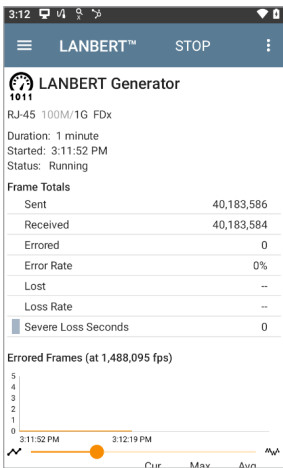 3:12
LANBERT™ STOP
1011 LANBERT Generator
RJ-45 100M/1G FDx
Duration: 1 minute
Started: 3:11:52 PM
Status: Running
Frame Totals
Sent 40,183,586
Received 40,183,584
Errored 0
Error Rate 0%
Lost --
Loss Rate --
Severe Loss Seconds 0
Errored Frames (at 1,488,095 fps)
5
4
3
2
1
0
3:11:52 PM 3:12:19 PM
Cur Max Avg